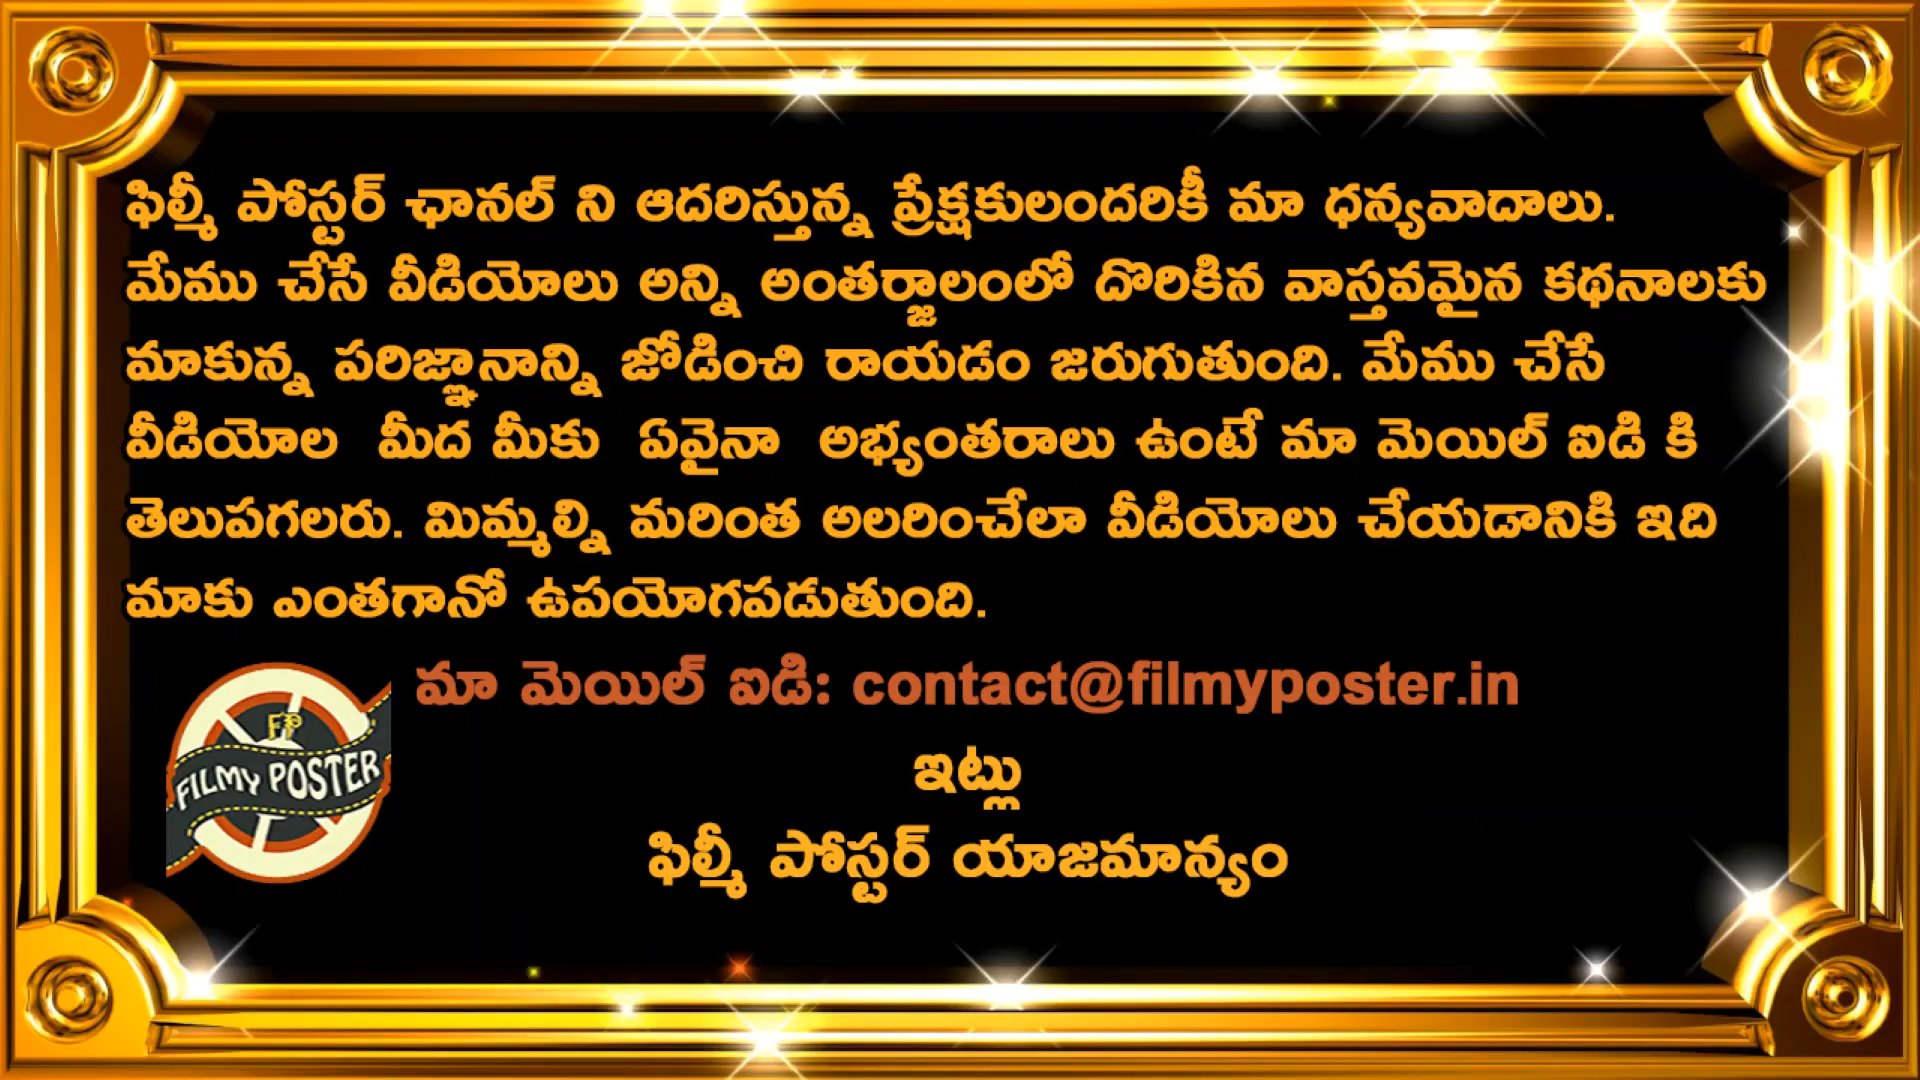 ఫిల్మీ పోస్టర్ ఛానల్ ని ఆదరిస్తున్న ప్రేక్షకులందరికీ మా ధన్యవాదాలు.
మేము చేసే వీడియోలు అన్ని అంతర్జాలంలో దొరికిన వాస్తవమైన కథనాలకు
మాకున్న పరిజ్ఞానాన్ని జోడించి రాయడం జరుగుతుంది. మేము చేసే
వీడియోల మీద మీకు ఏవైనా అభ్యంతరాలు ఉంటే మా మెయిల్ ఐడి కి
తెలుపగలరు. మిమ్మల్ని మరింత అలరించేలా వీడియోలు చేయడానికి ఇది
మాకు ఎంతగానో ఉపయోగపడుతుంది.
మా మెయిల్ ఐడి: contact@filmyposter.in
FP
FILMY POSTER
ఇట్లు
ఫిల్మీ పోస్టర్ యాజమాన్యం